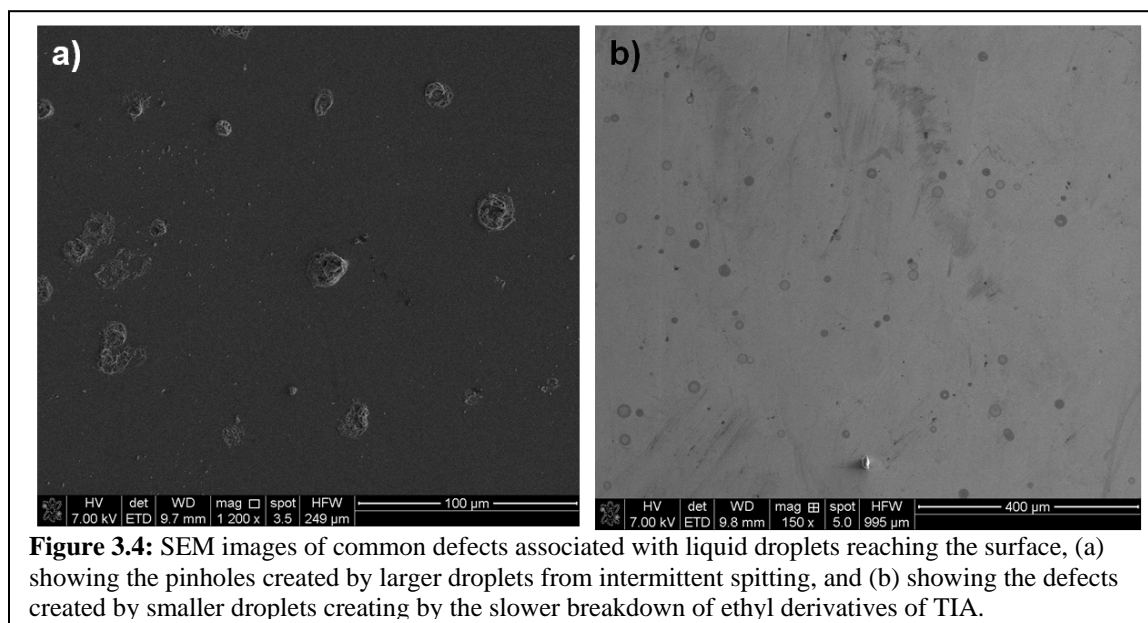 a)
b)
HV det WD mag spot HFW 100 µm
7.00 kV ETD 9.7 mm 1 200 x 3.5 249 µm
HV det WD mag spot HFW 400 µm
7.00 kV ETD 9.8 mm 150 x 5.0 995 µm
Figure 3.4: SEM images of common defects associated with liquid droplets reaching the surface, (a)
showing the pinholes created by larger droplets from intermittent spitting, and (b) showing the defects
created by smaller droplets creating by the slower breakdown of ethyl derivatives of TIA.